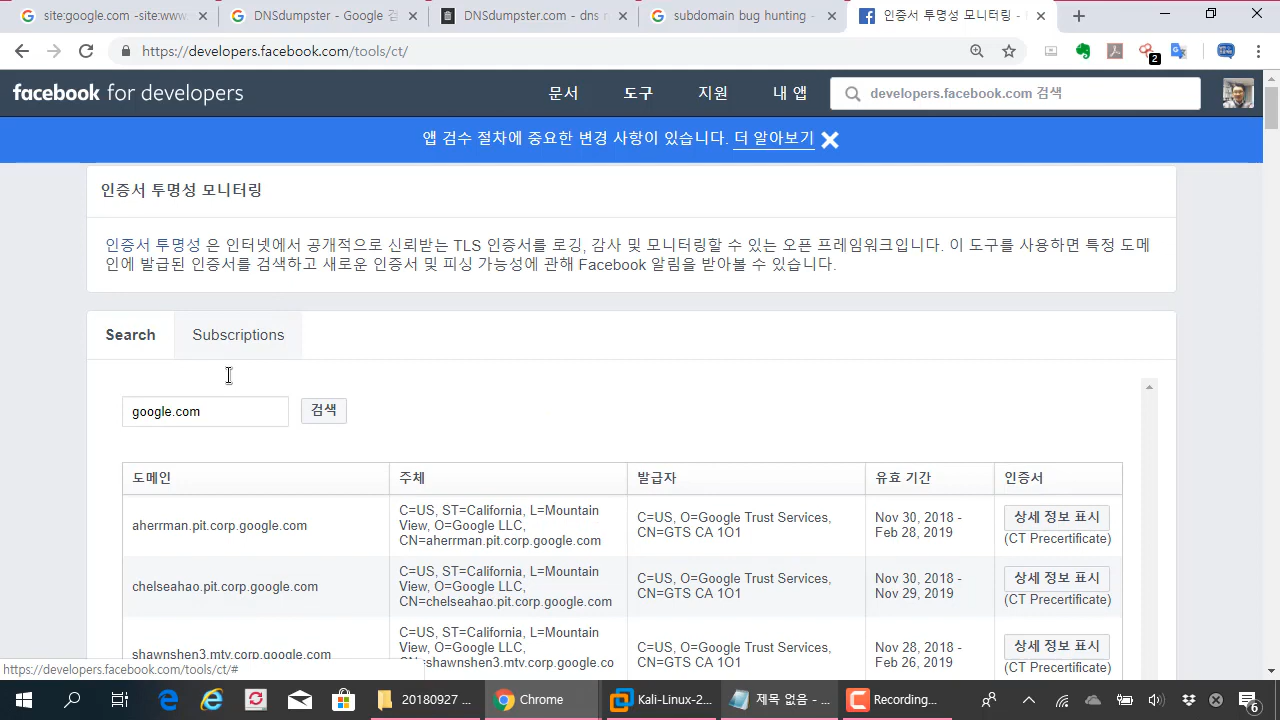 site:google.com -site:www
DNSdumpster - Google 검
DNSdumpster.com - dns r
subdomain bug hunting -
인증서 투명성 모니터링 -
https://developers.facebook.com/tools/ct/
2
facebook for developers
문서
도구
지원
내 앱
developers.facebook.com 검색
앱 검수 절차에 중요한 변경 사항이 있습니다. 더 알아보기
인증서 투명성 모니터링
인증서 투명성 은 인터넷에서 공개적으로 신뢰받는 TLS 인증서를 로깅, 감사 및 모니터링할 수 있는 오픈 프레임워크입니다. 이 도구를 사용하면 특정 도메
인에 발급된 인증서를 검색하고 새로운 인증서 및 피싱 가능성에 관해 Facebook 알림을 받아볼 수 있습니다.
Search
Subscriptions
google.com
검색
도메인
주체
발급자
유효 기간
인증서
aherrman.pit.corp.google.com
C=US, ST=California, L=Mountain
View, O=Google LLC,
CN=aherrman.pit.corp.google.com
C=US, O=Google Trust Services,
CN=GTS CA 1O1
Nov 30, 2018 -
Feb 28, 2019
상세 정보 표시
(CT Precertificate)
chelseahao.pit.corp.google.com
C=US, ST=California, L=Mountain
View, O=Google LLC,
CN=chelseahao.pit.corp.google.com
C=US, O=Google Trust Services,
CN=GTS CA 1O1
Nov 30, 2018 -
Nov 29, 2019
상세 정보 표시
(CT Precertificate)
shawnshen3.mtv.corp.google.com
C=US, ST=California, L=Mountain
View, O=Google LLC,
CN=shawnshen3.mtv.corp.google.co
C=US, O=Google Trust Services,
CN=GTS CA 1O1
Nov 28, 2018 -
Feb 26, 2019
상세 정보 표시
(CT Precertificate)
https://developers.facebook.com/tools/ct/#
20180927
Chrome
Kali-Linux-2...
제목 없음 - ...
Recording...
6